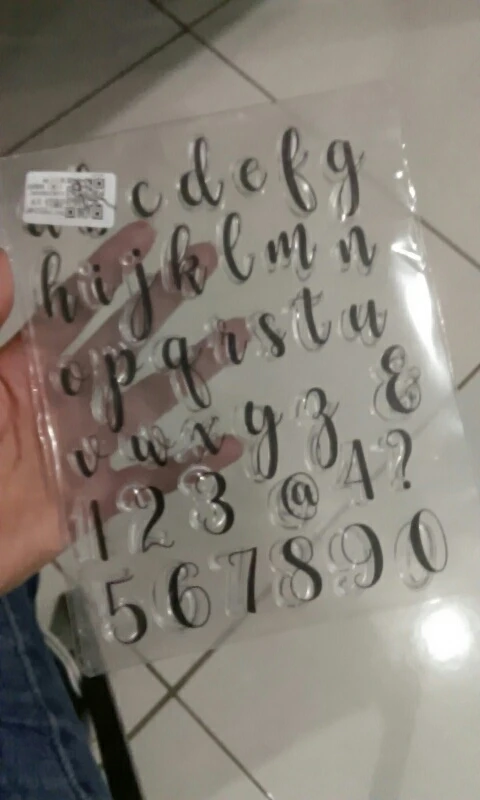 a b c d e f g
h i j k l m n
o p q r s t u
v w x y z &
1 2 3 @ 4 ?
5 6 7 8 9 0